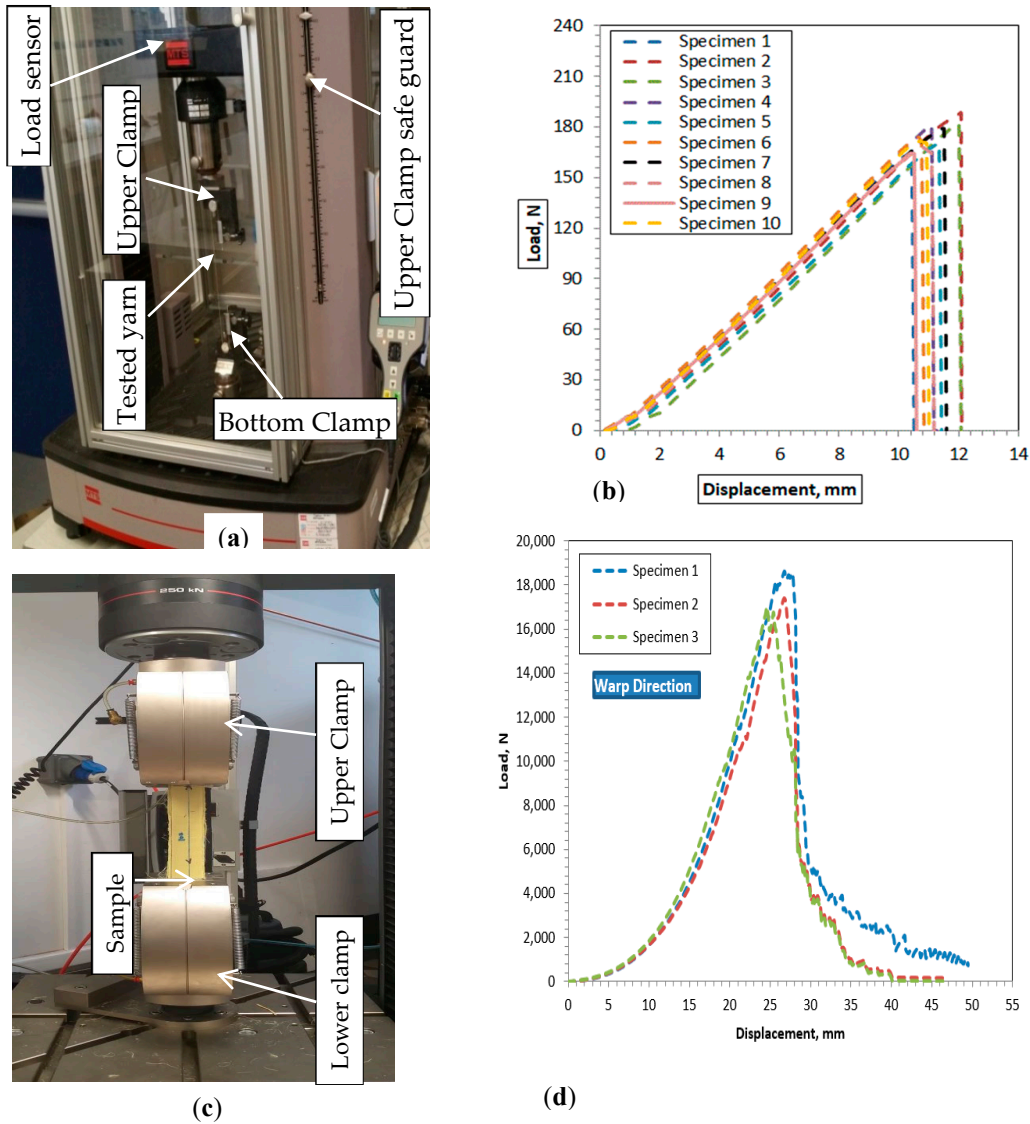 Load sensor
MTS
Upper Clamp
Tested yarn
Upper Clamp safe guard
Bottom Clamp
(a)
240
210
180
150
120
90
60
30
0
Load, N
Specimen 1
Specimen 2
Specimen 3
Specimen 4
Specimen 5
Specimen 6
Specimen 7
Specimen 8
Specimen 9
Specimen 10
0 2 4 6 8 10 12 14
(b)
Displacement, mm
250 kN
Upper Clamp
Sample
Lower clamp
(c)
20,000
18,000
16,000
14,000
12,000
10,000
8,000
6,000
4,000
2,000
0
Load, N
Specimen 1
Specimen 2
Specimen 3
Warp Direction
0 5 10 15 20 25 30 35 40 45 50 55
Displacement, mm
(d)